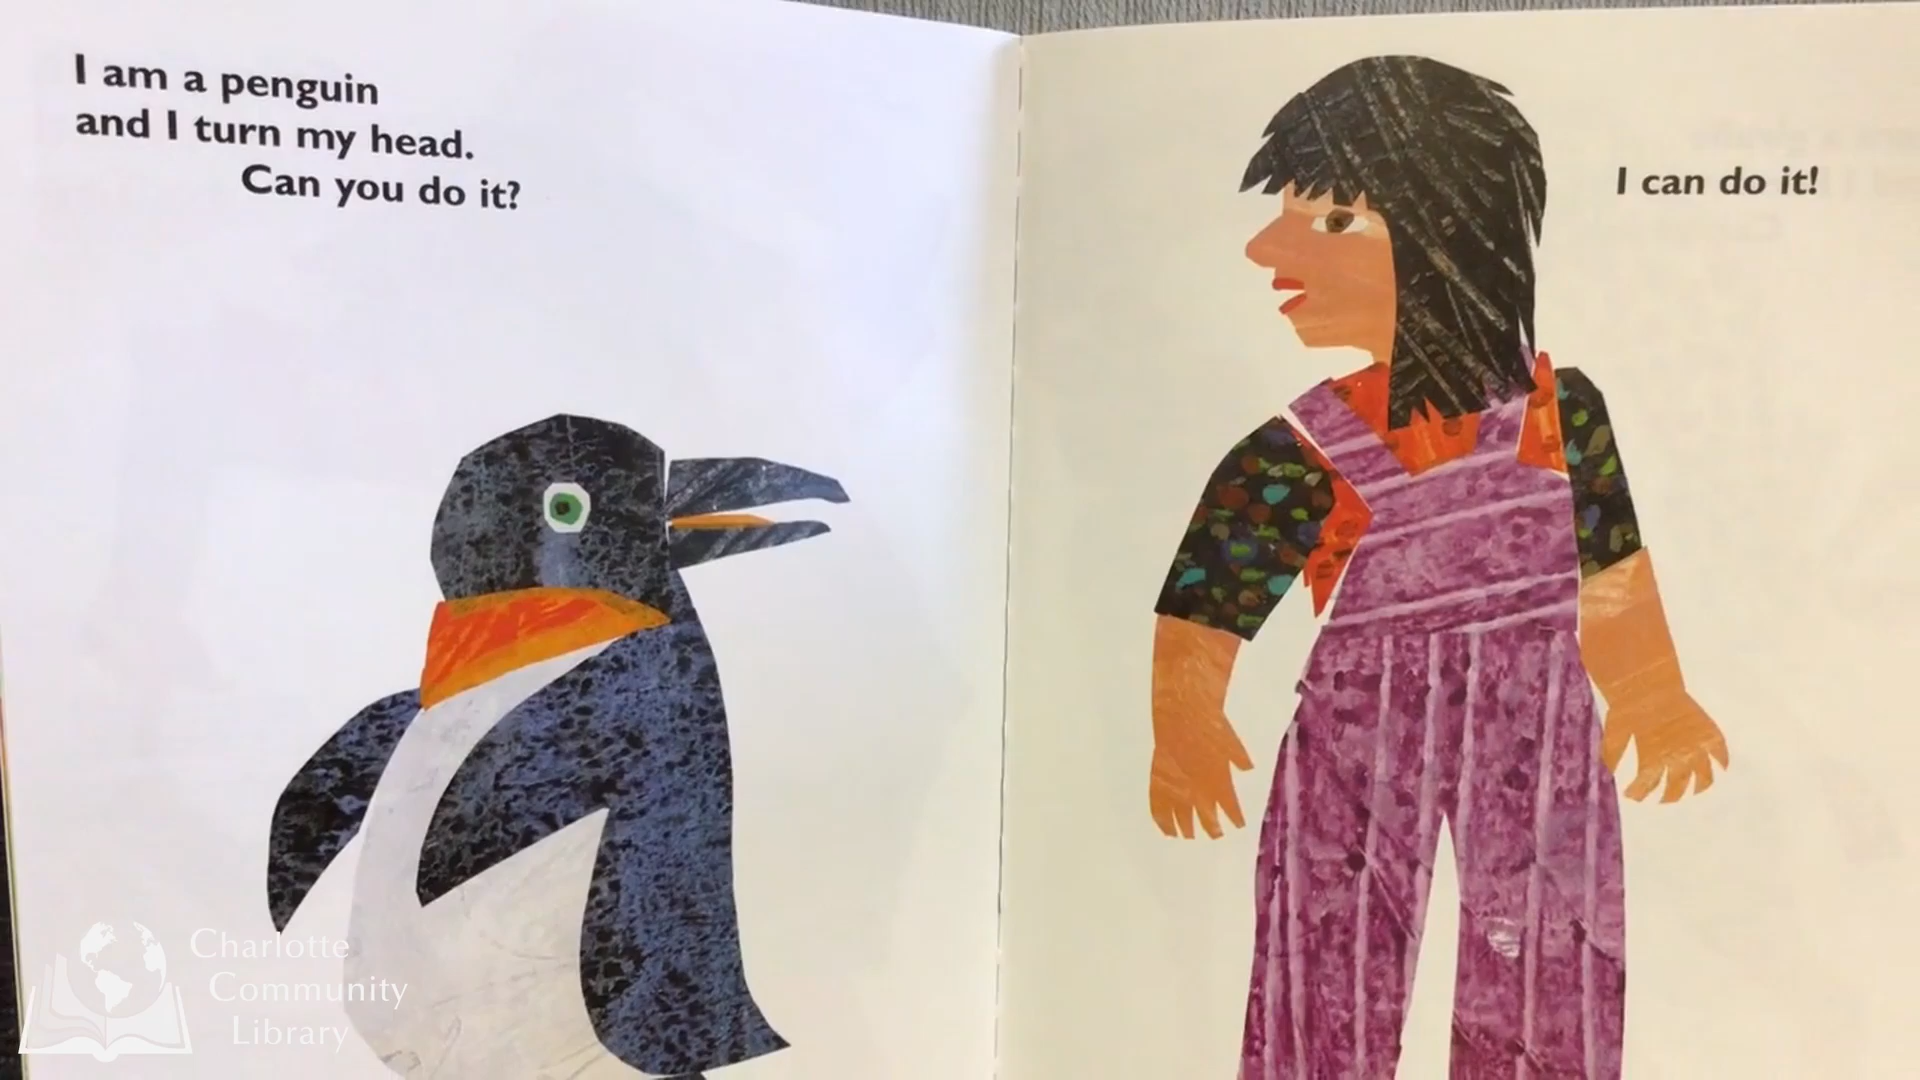 I am a penguin
and I turn my head.
Can you do it?
I can do it!
Charlotte
Community
Library